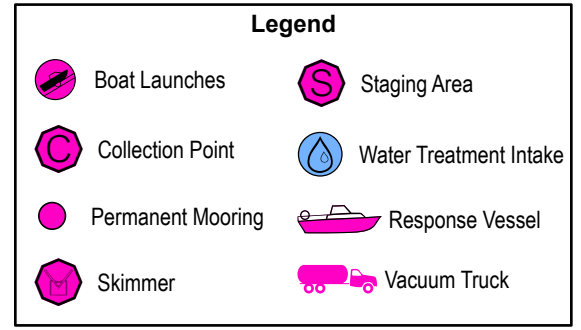 Legend
Boat Launches
S Staging Area
C Collection Point
Water Treatment Intake
Permanent Mooring
Response Vessel
Skimmer
Vacuum Truck